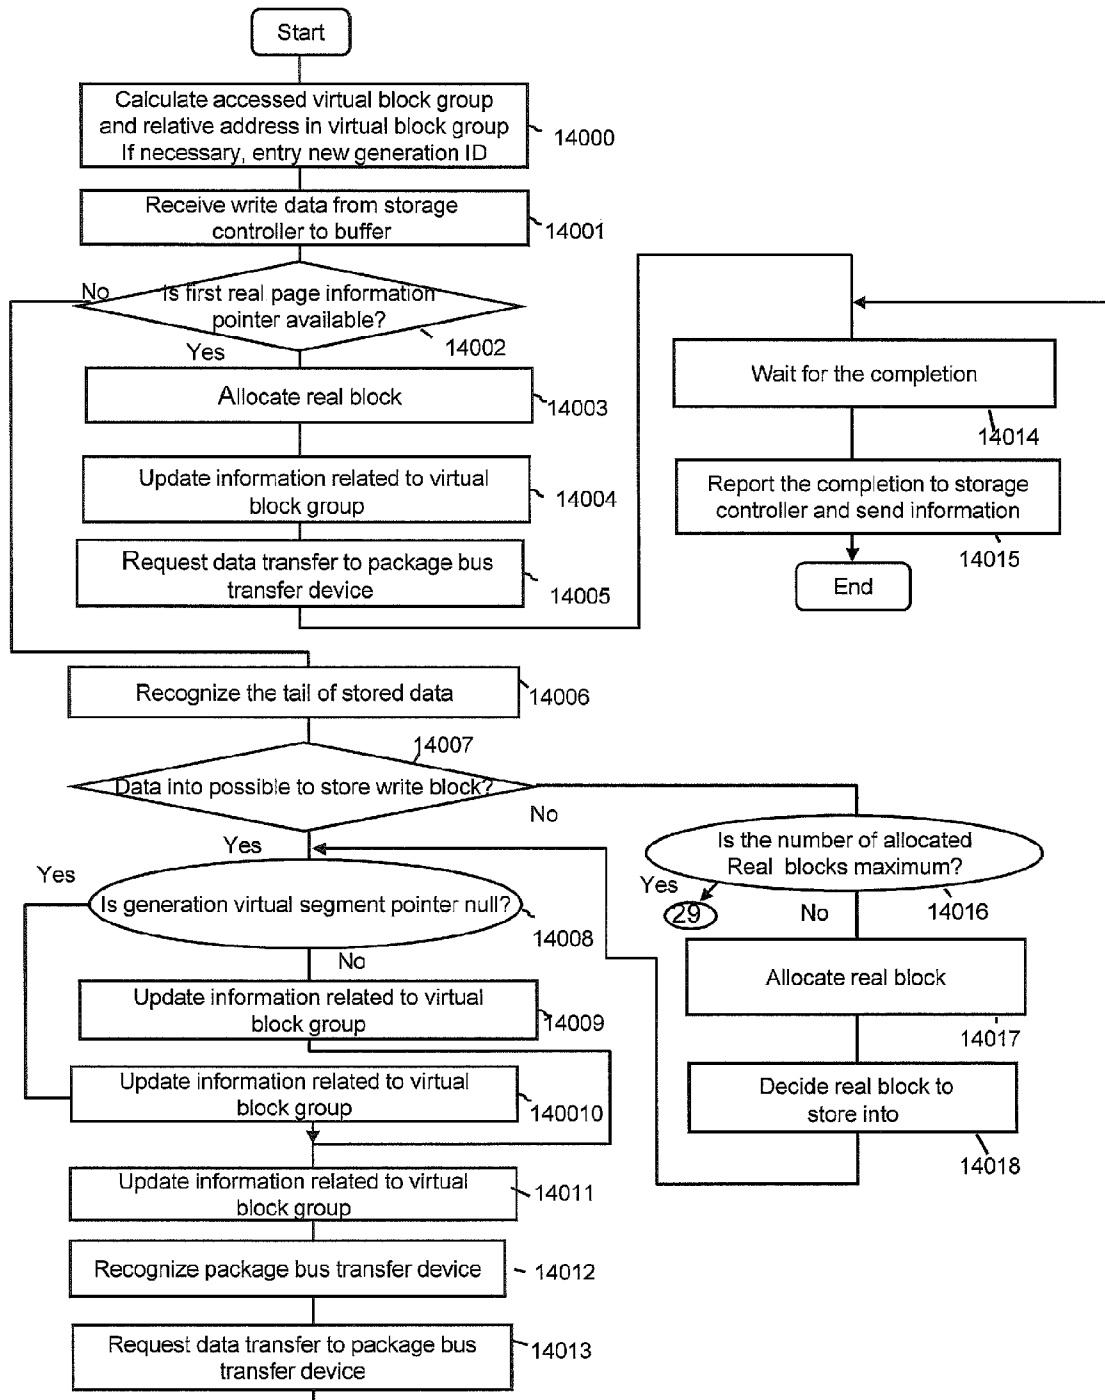 Start
Calculate accessed virtual block group
and relative address in virtual block group
If necessary, entry new generation ID
14000
Receive write data from storage
controller to buffer
14001
No
Is first real page information
pointer available?
14002
Yes
Allocate real block
14003
Update information related to virtual
block group
14004
Request data transfer to package bus
transfer device
14005
Wait for the completion
14014
Report the completion to storage
controller and send information
14015
End
Recognize the tail of stored data
14006
14007
Data into possible to store write block?
No
Yes
Is the number of allocated
Real blocks maximum?
14016
Yes
29
No
Yes
Is generation virtual segment pointer null?
14008
No
Update information related to virtual
block group
14009
Allocate real block
14017
Update information related to virtual
block group
140010
Decide real block to
store into
14018
Update information related to virtual
block group
14011
Recognize package bus transfer device
14012
Request data transfer to package bus
transfer device
14013